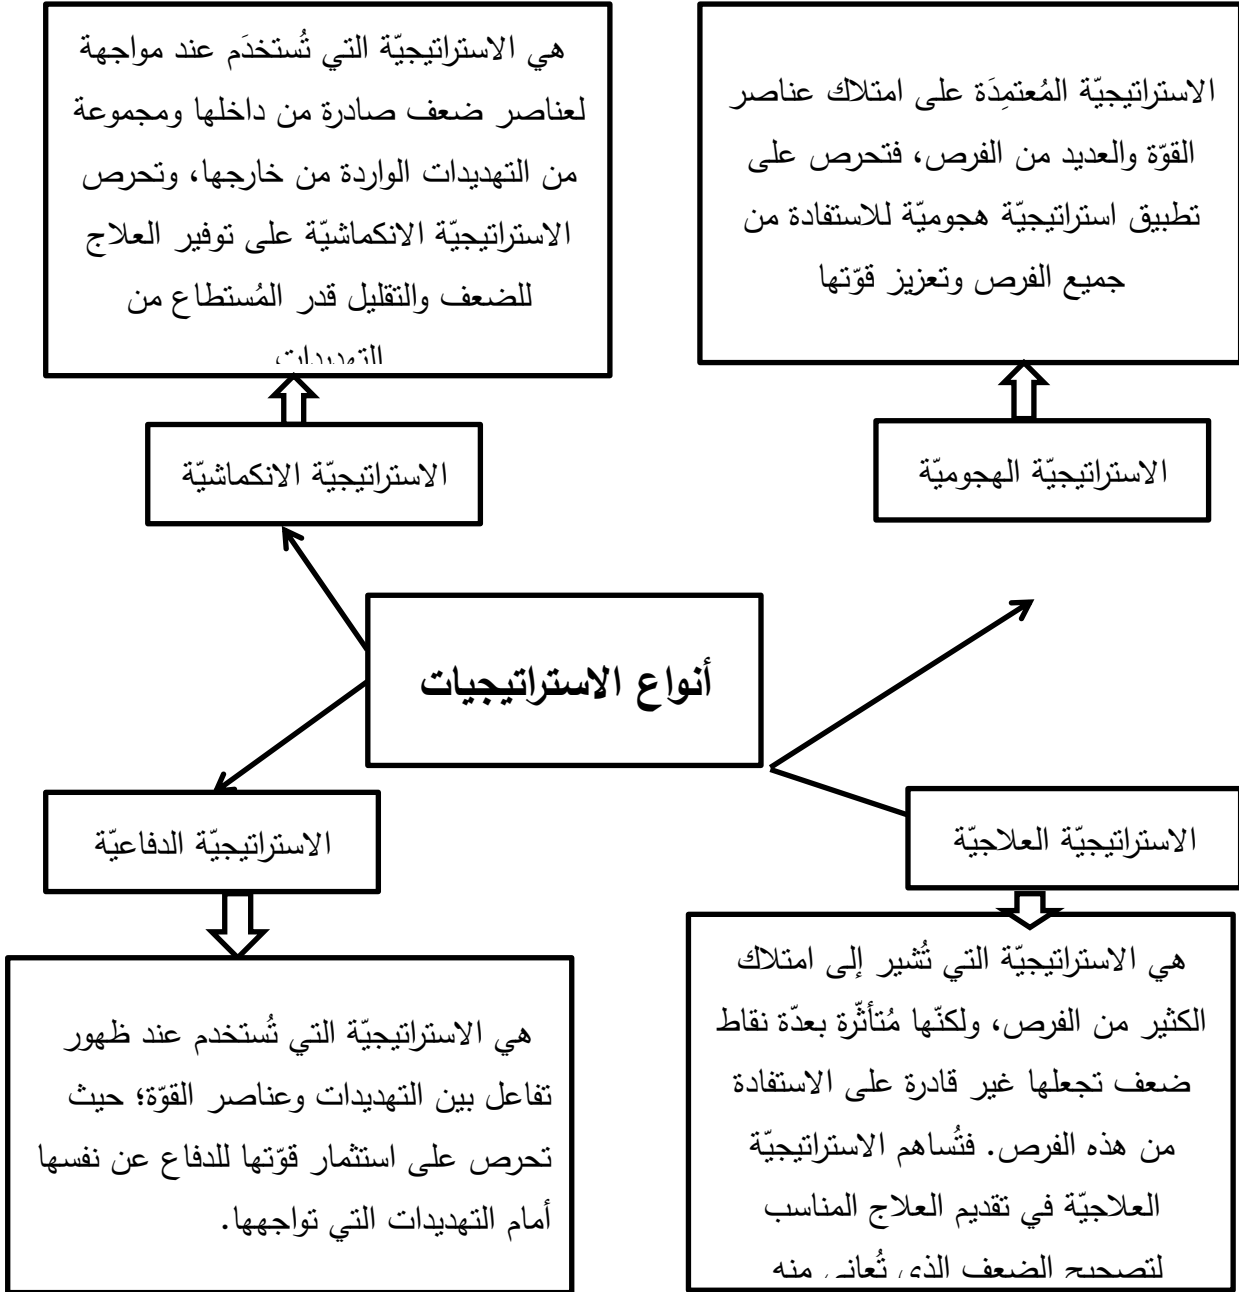 الاستراتيجيّة المُعتمِدَة على امتلاك عناصر
القوّة والعديد من الفرص، فتحرص على
تطبيق استراتيجيّة هجوميّة للاستفادة من
جميع الفرص وتعزيز قوّتها
هي الاستراتيجيّة التي تُستخدَم عند مواجهة
لعناصر ضعف صادرة من داخلها ومجموعة
من التهديدات الواردة من خارجها، وتحرص
الاستراتيجيّة الانكماشيّة على توفير العلاج
للضعف والتقليل قدر المُستطاع من
التهديدات
الاستراتيجيّة الهجوميّة
الاستراتيجيّة الانكماشيّة
أنواع الاستراتيجيات
الاستراتيجيّة العلاجيّة
الاستراتيجيّة الدفاعيّة
هي الاستراتيجيّة التي تُشير إلى امتلاك
الكثير من الفرص، ولكنّها مُتأثّرة بعدّة نقاط
ضعف تجعلها غير قادرة على الاستفادة
من هذه الفرص. فتُساهم الاستراتيجيّة
العلاجيّة في تقديم العلاج المناسب
لتصحيح الضعف الذي تُعاني منه
هي الاستراتيجيّة التي تُستخدم عند ظهور
تفاعل بين التهديدات وعناصر القوّة؛ حيث
تحرص على استثمار قوّتها للدفاع عن نفسها
أمام التهديدات التي تواجهها.